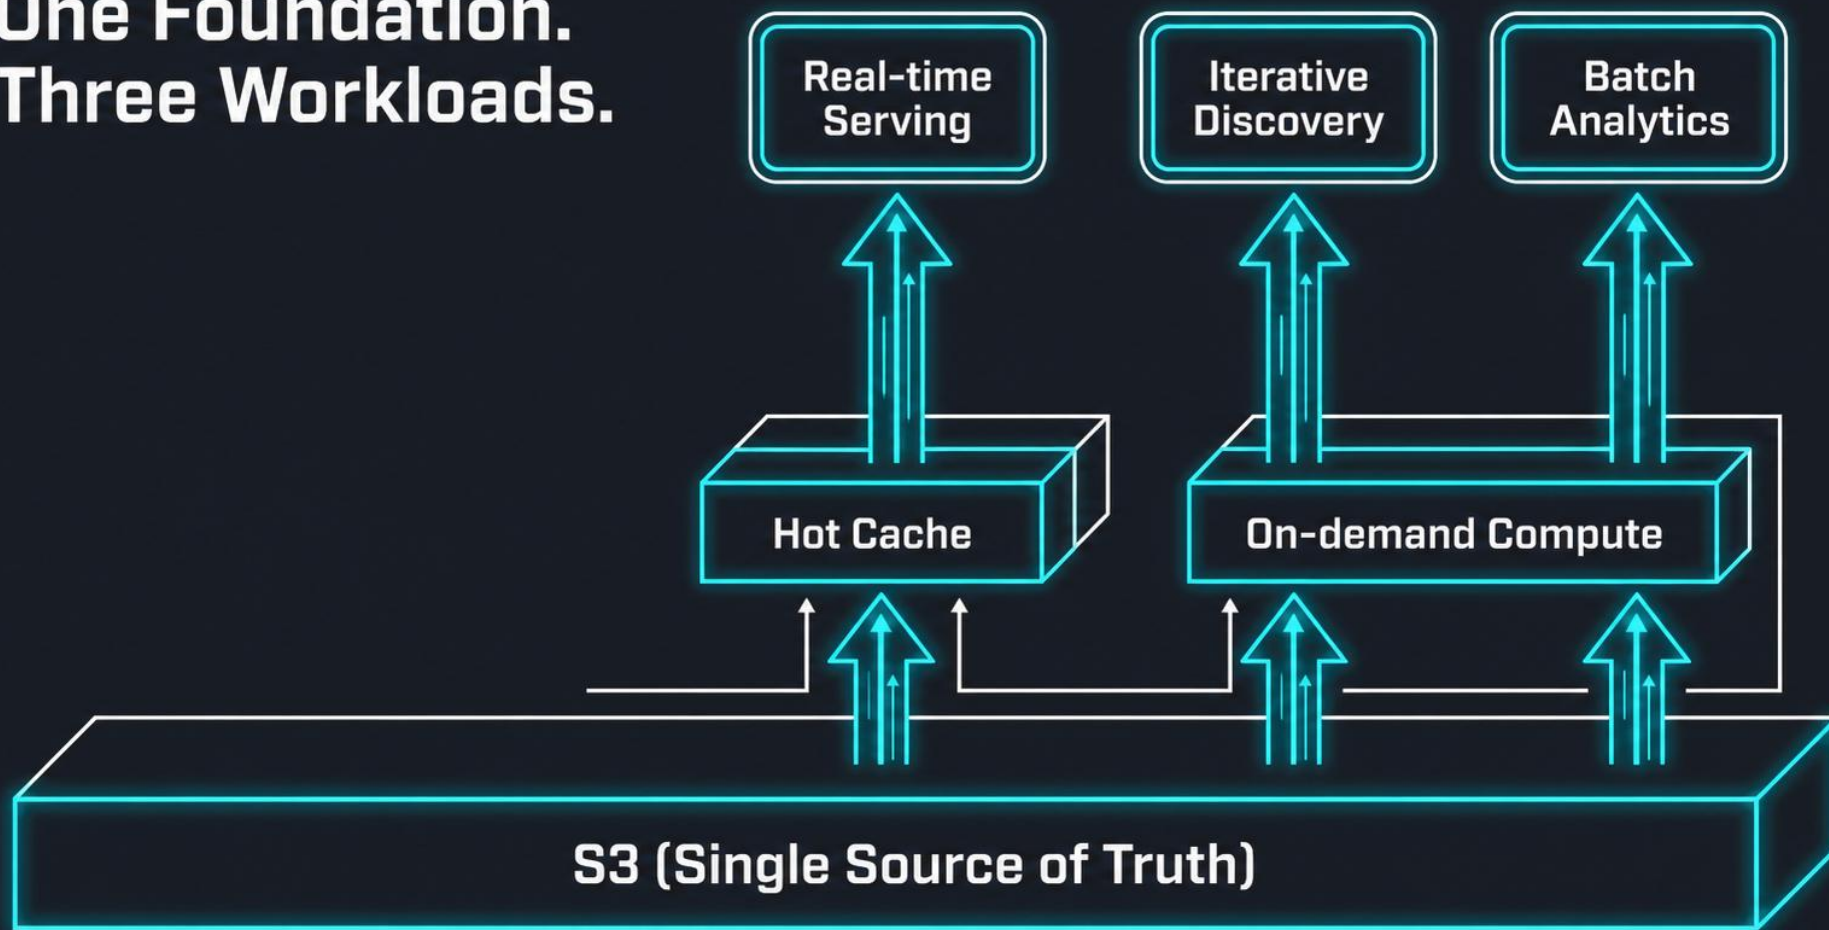 One Foundation.
Three Workloads.
Real-time
Serving
Iterative
Discovery
Batch
Analytics
Hot Cache
On-demand Compute
S3 (Single Source of Truth)